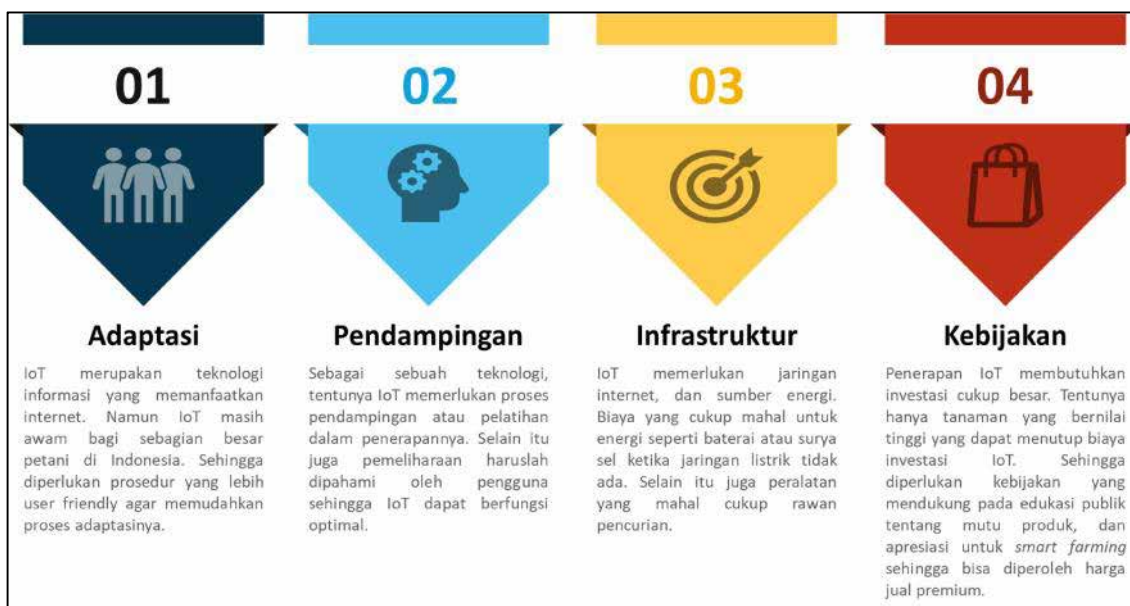 01
02
03
04
Adaptasi
IoT merupakan teknologi
informasi yang memanfaatkan
internet. Namun IoT masih
awam bagi sebagian besar
petani di Indonesia. Sehingga
diperlukan prosedur yang lebih
user friendly agar memudahkan
proses adaptasinya.
Pendampingan
Sebagai sebuah teknologi,
tentunya IoT memerlukan proses
pendampingan atau pelatihan
dalam penerapannya. Selain itu
juga pemeliharaan haruslah
dipahami oleh pengguna
sehingga IoT dapat berfungsi
optimal.
Infrastruktur
IoT memerlukan jaringan
internet, dan sumber energi.
Biaya yang cukup mahal untuk
energi seperti baterai atau surya
sel ketika jaringan listrik tidak
ada. Selain itu juga peralatan
yang mahal cukup rawan
pencurian.
Kebijakan
Penerapan IoT membutuhkan
investasi cukup besar. Tentunya
hanya tanaman yang bernilai
tinggi yang dapat menutup biaya
investasi IoT. Sehingga
diperlukan kebijakan yang
mendukung pada edukasi publik
tentang mutu produk, dan
apresiasi untuk smart farming
sehingga bisa diperoleh harga
jual premium.